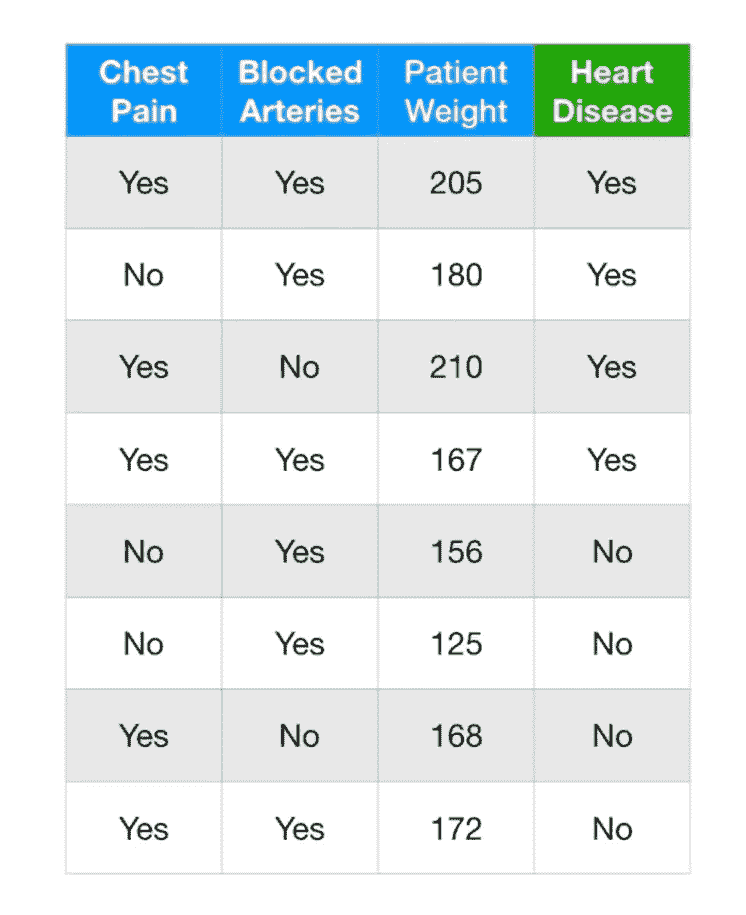 Chest Pain Blocked Arteries Patient Weight Heart Disease
Yes Yes 205 Yes
No Yes 180 Yes
Yes No 210 Yes
Yes Yes 167 Yes
No Yes 156 No
No Yes 125 No
Yes No 168 No
Yes Yes 172 No